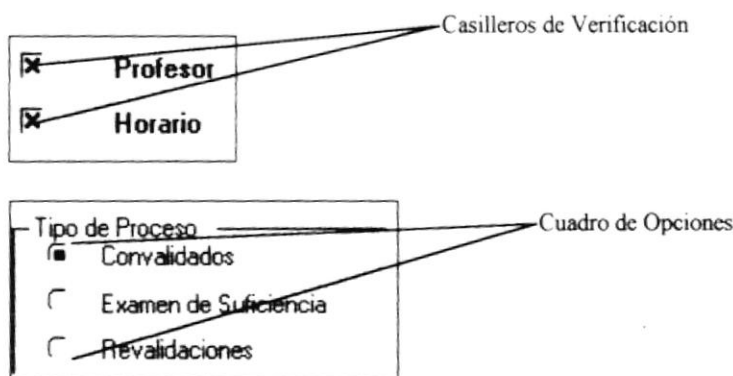 Casilleros de Verificación
Profesor
Horario
Tipo de Proceso
Cuadro de Opciones
Convalidados
Examen de Suficiencia
Revalidaciones